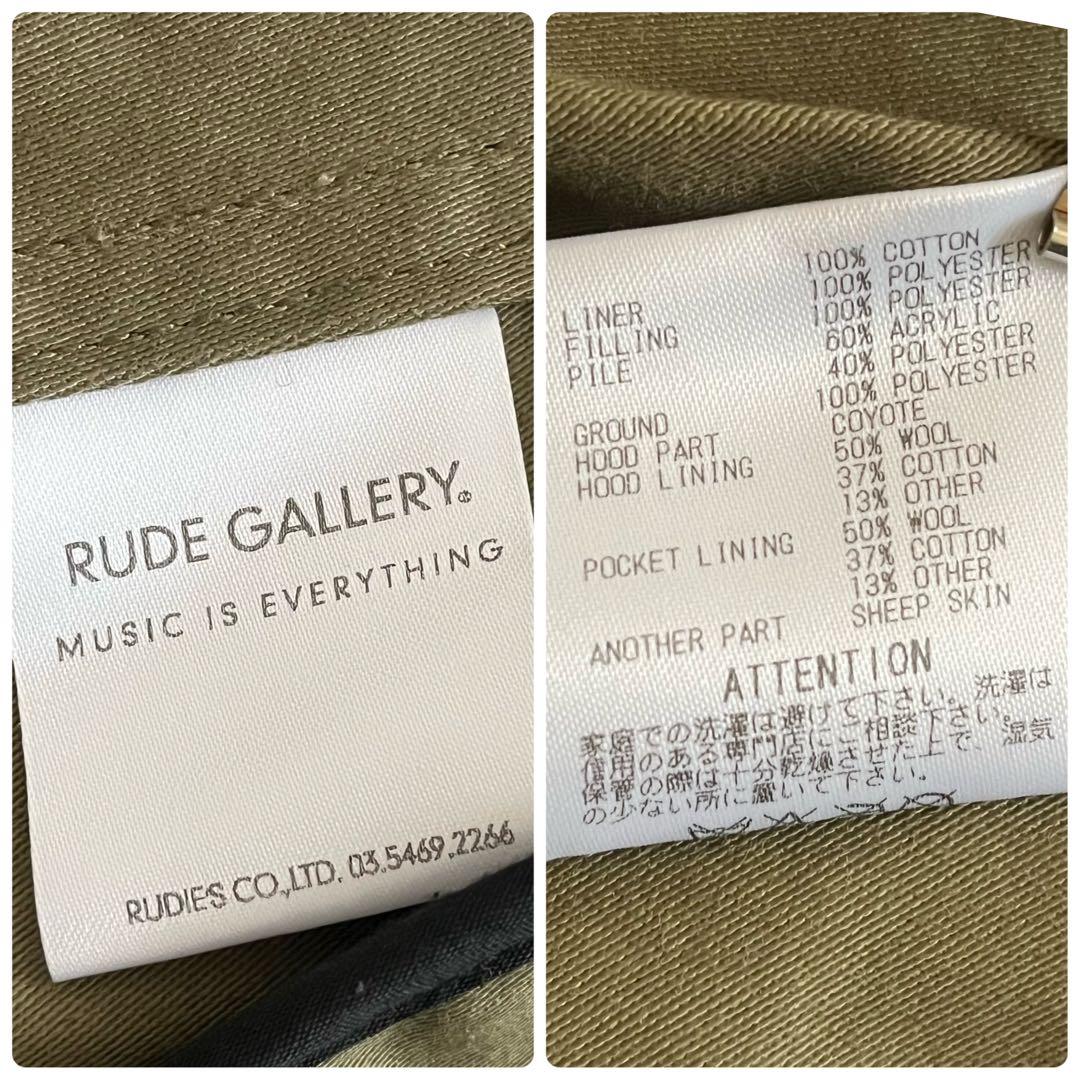 RUDE GALLERY®
MUSIC IS EVERYTHING
RUDIES CO.,LTD. 03.5469.2266
100% COTTON
LINER 100% POLYESTER
FILLING 100% POLYESTER
PILE 60% ACRYLIC
40% POLYESTER
GROUND 100% POLYESTER
HOOD PART COYOTE
HOOD LINING 50% WOOL
37% COTTON
13% OTHER
POCKET LINING 50% WOOL
37% COTTON
13% OTHER
ANOTHER PART SHEEP SKIN
ATTENTION
家庭での洗濯は避けて下さい。洗濯は
信用のある専門店にご相談下さい。
保管の際は十分乾燥させた上で、湿気
の少ない所に置いて下さい。